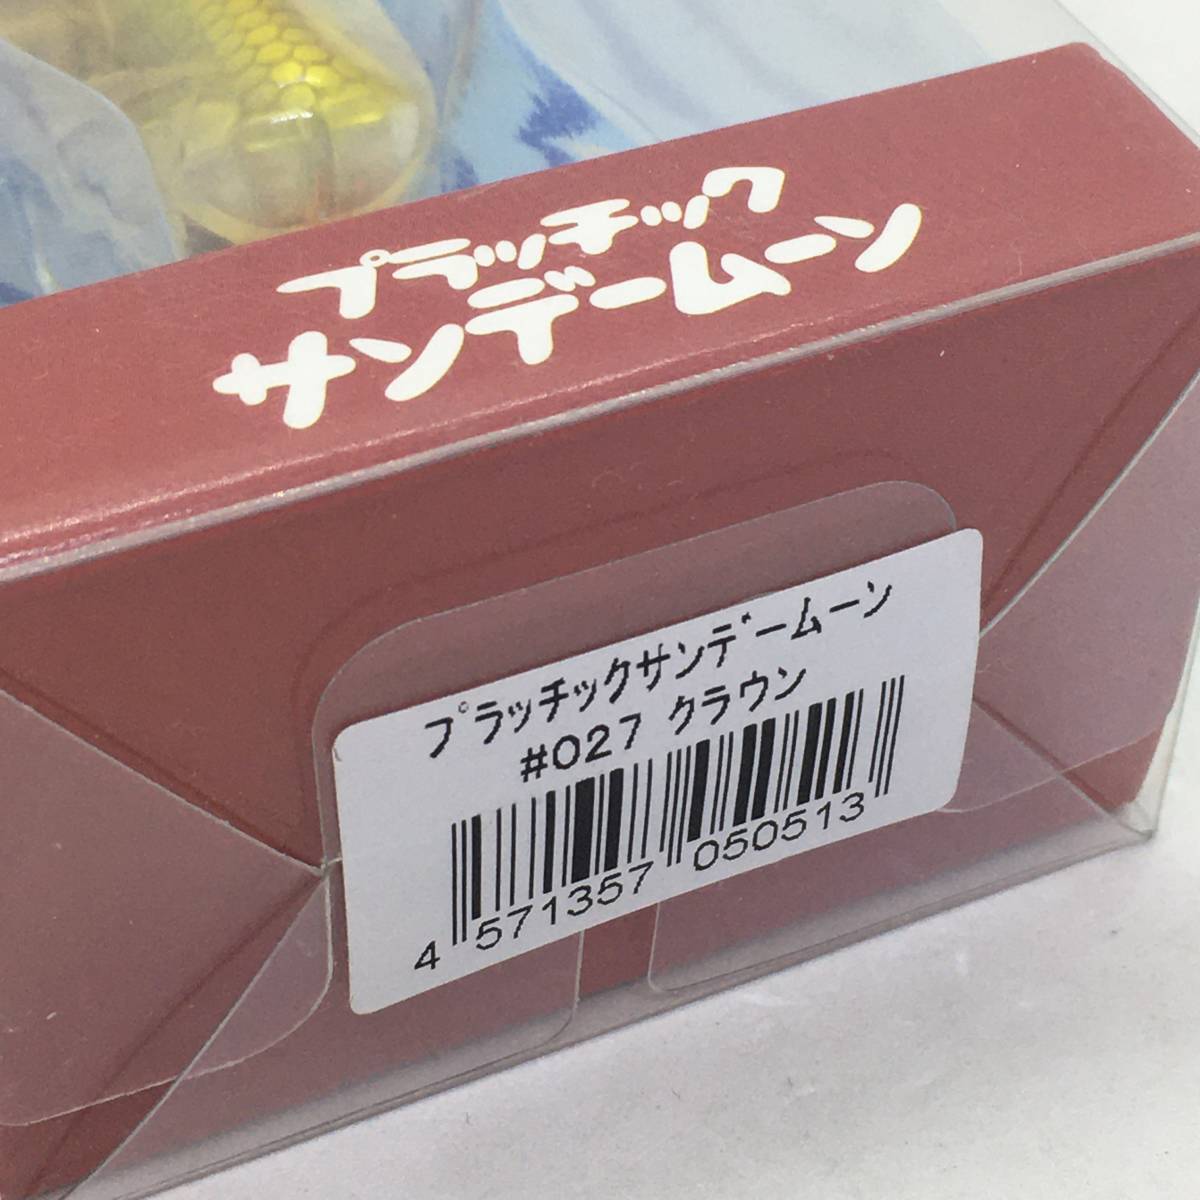 プラッチック
サンデームーン
プラッチックサンデームーン
#027 クラウン
4 571357 050513